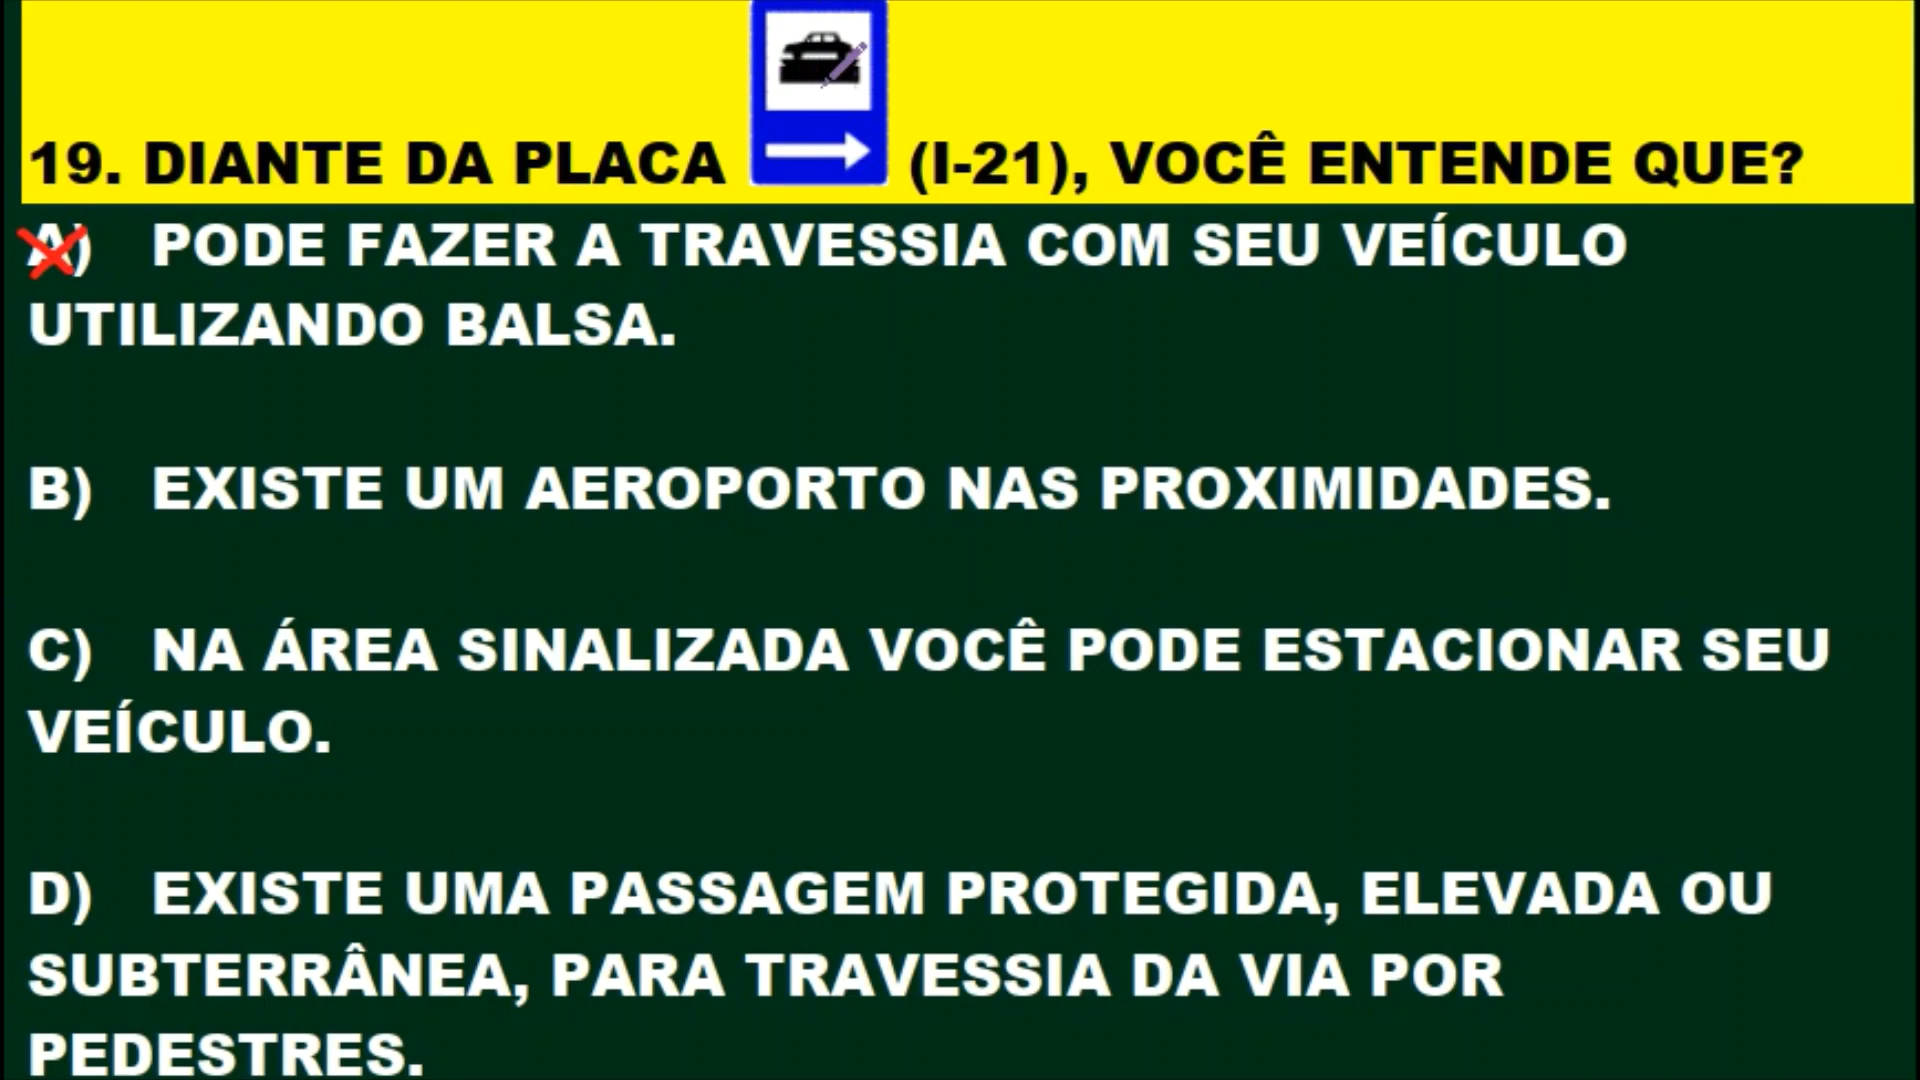 19. DIANTE DA PLACA (I-21), VOCÊ ENTENDE QUE?
A) PODE FAZER A TRAVESSIA COM SEU VEÍCULO
UTILIZANDO BALSA.
B) EXISTE UM AEROPORTO NAS PROXIMIDADES.
C) NA ÁREA SINALIZADA VOCÊ PODE ESTACIONAR SEU
VEÍCULO.
D) EXISTE UMA PASSAGEM PROTEGIDA, ELEVADA OU
SUBTERRÂNEA, PARA TRAVESSIA DA VIA POR
PEDESTRES.